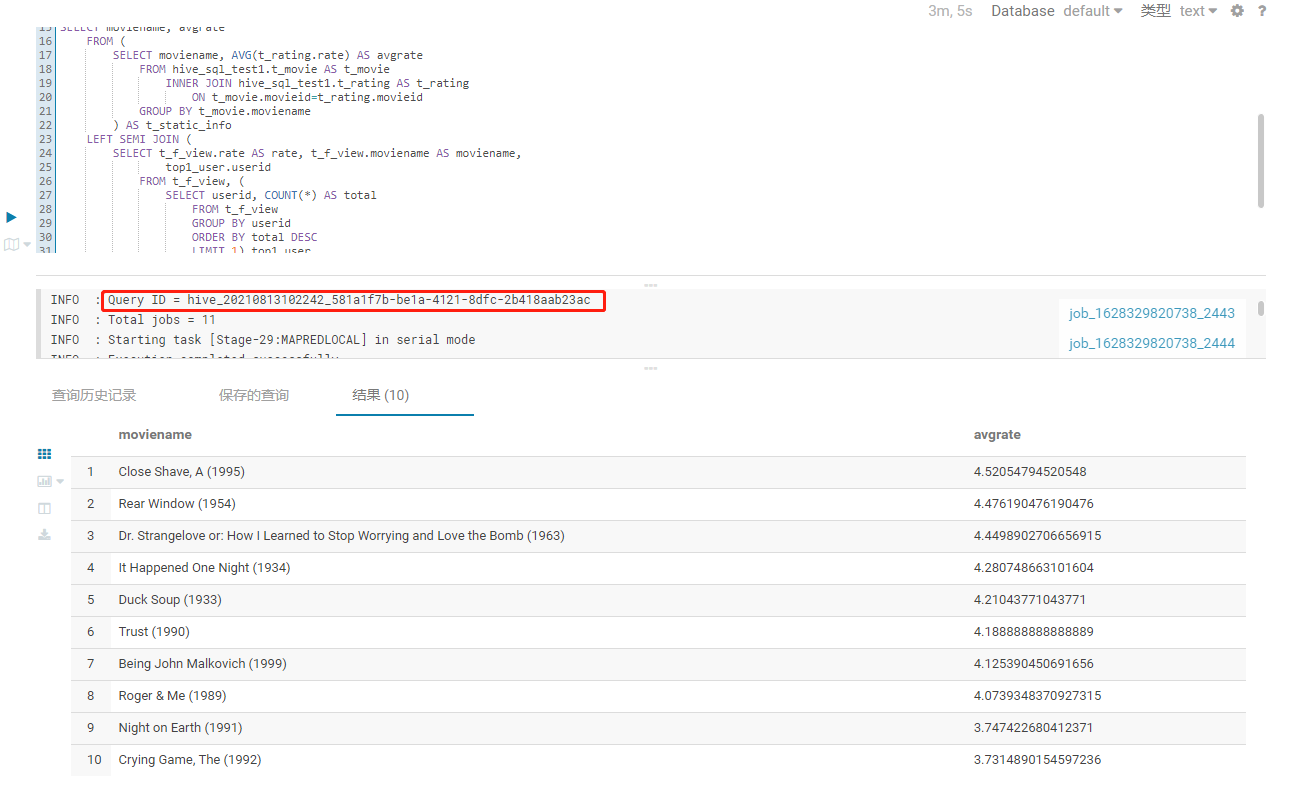 3m, 5s Database default 类型 text ?
15 SELECT moviename, avgrate
16 FROM (
17 SELECT moviename, AVG(t_rating.rate) AS avgrate
18 FROM hive_sql_test1.t_movie AS t_movie
19 INNER JOIN hive_sql_test1.t_rating AS t_rating
20 ON t_movie.movieid=t_rating.movieid
21 GROUP BY t_movie.moviename
22 ) AS t_static_info
23 LEFT SEMI JOIN (
24 SELECT t_f_view.rate AS rate, t_f_view.moviename AS moviename,
25 top1_user.userid
26 FROM t_f_view, (
27 SELECT userid, COUNT(*) AS total
28 FROM t_f_view
29 GROUP BY userid
30 ORDER BY total DESC
31 LIMIT 1) top1_user
INFO : Query ID = hive_20210813102242_581a1f7b-be1a-4121-8dfc-2b418aab23ac
INFO : Total jobs = 11
INFO : Starting task [Stage-29:MAPREDLOCAL] in serial mode
INFO : Execution completed successfully
job_1628329820738_2443
job_1628329820738_2444
查询历史记录 保存的查询 结果 (10)
moviename avgrate
1 Close Shave, A (1995) 4.52054794520548
2 Rear Window (1954) 4.476190476190476
3 Dr. Strangelove or: How I Learned to Stop Worrying and Love the Bomb (1963) 4.4498902706656915
4 It Happened One Night (1934) 4.280748663101604
5 Duck Soup (1933) 4.21043771043771
6 Trust (1990) 4.188888888888889
7 Being John Malkovich (1999) 4.125390450691656
8 Roger & Me (1989) 4.0739348370927315
9 Night on Earth (1991) 3.747422680412371
10 Crying Game, The (1992) 3.7314890154597236